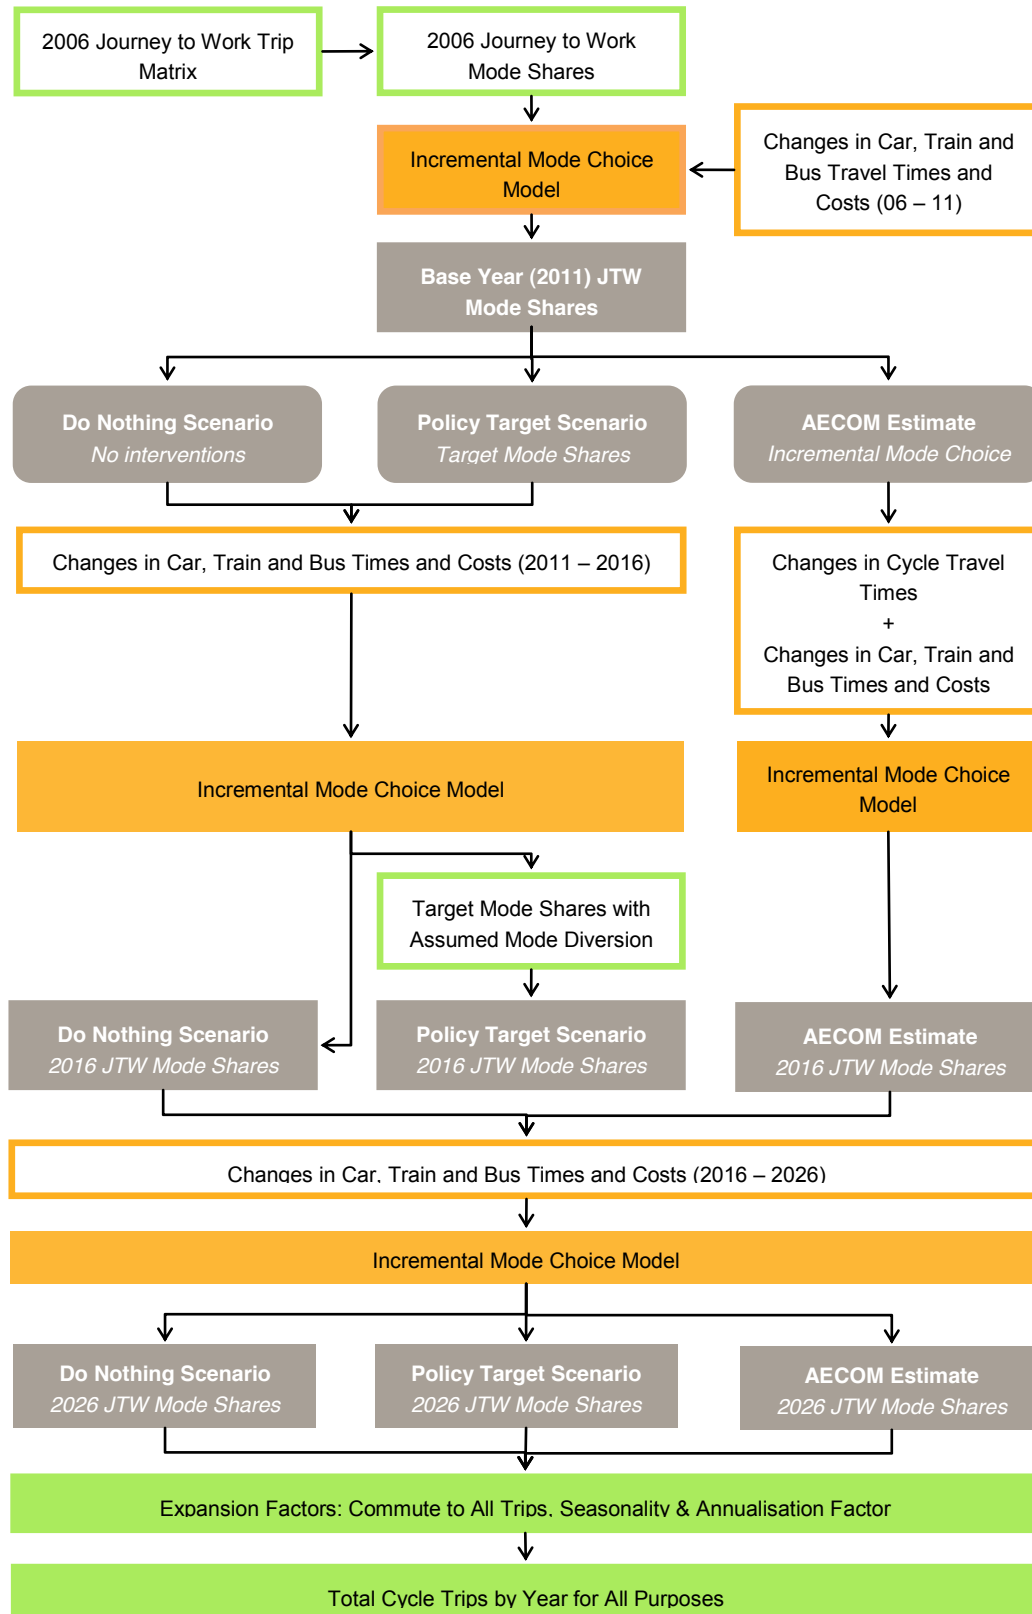 2006 Journey to Work Trip
Matrix
2006 Journey to Work
Mode Shares
Incremental Mode Choice
Model
Changes in Car, Train and
Bus Travel Times and
Costs (06 – 11)
Base Year (2011) JTW
Mode Shares
Do Nothing Scenario
No interventions
Policy Target Scenario
Target Mode Shares
AECOM Estimate
Incremental Mode Choice
Changes in Car, Train and Bus Times and Costs (2011 – 2016)
Changes in Cycle Travel
Times
+
Changes in Car, Train and
Bus Times and Costs
Incremental Mode Choice Model
Incremental Mode Choice
Model
Target Mode Shares with
Assumed Mode Diversion
Do Nothing Scenario
2016 JTW Mode Shares
Policy Target Scenario
2016 JTW Mode Shares
AECOM Estimate
2016 JTW Mode Shares
Changes in Car, Train and Bus Times and Costs (2016 – 2026)
Incremental Mode Choice Model
Do Nothing Scenario
2026 JTW Mode Shares
Policy Target Scenario
2026 JTW Mode Shares
AECOM Estimate
2026 JTW Mode Shares
Expansion Factors: Commute to All Trips, Seasonality & Annualisation Factor
Total Cycle Trips by Year for All Purposes